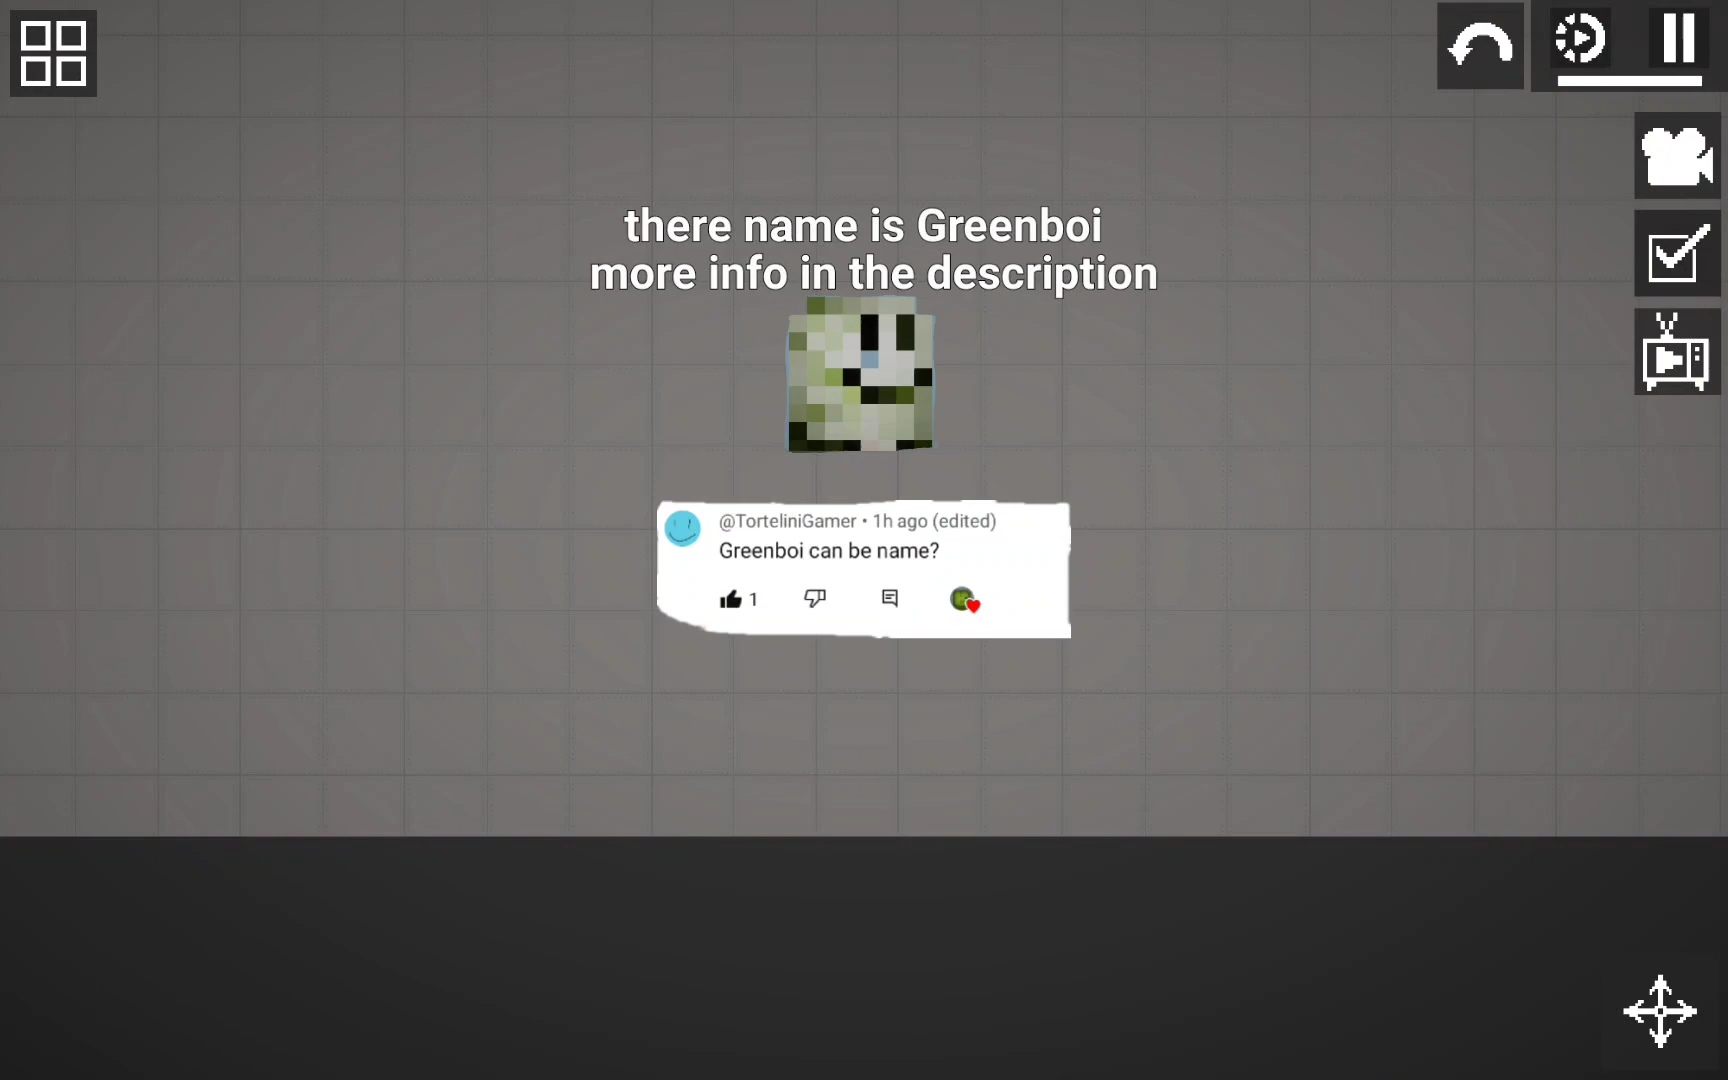 there name is Greenboi
more info in the description
@TorteliniGamer • 1h ago (edited)
Greenboi can be name?
1